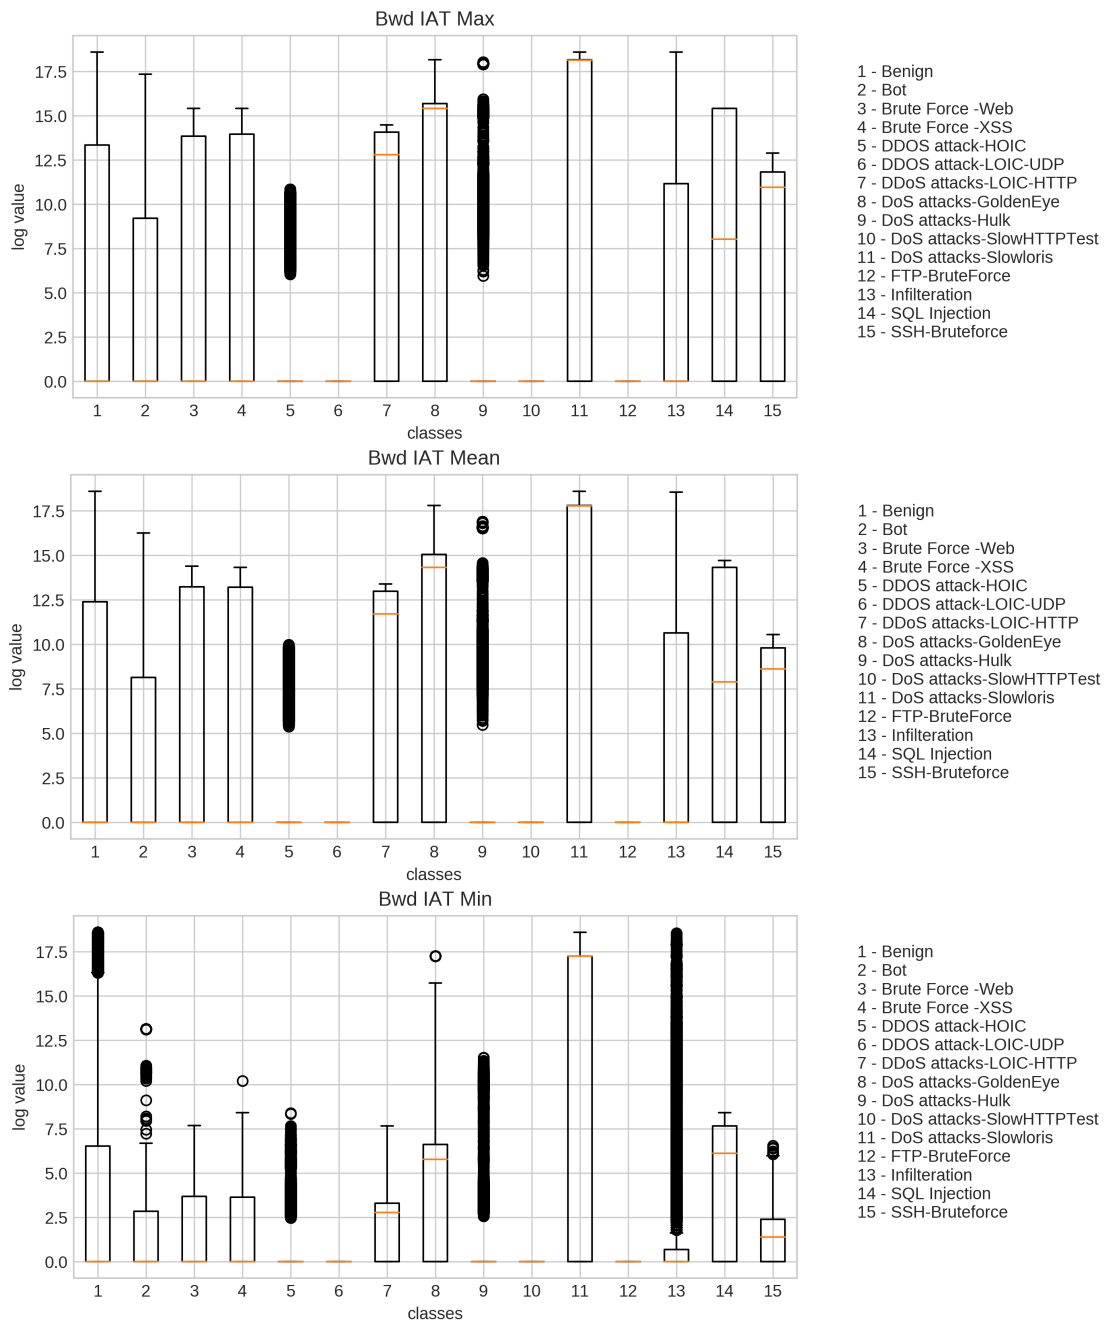 Bwd IAT Max
log value
17.5
15.0
12.5
10.0
7.5
5.0
2.5
0.0
1 2 3 4 5 6 7 8 9 10 11 12 13 14 15
classes
1 - Benign
2 - Bot
3 - Brute Force -Web
4 - Brute Force -XSS
5 - DDOS attack-HOIC
6 - DDOS attack-LOIC-UDP
7 - DDoS attacks-LOIC-HTTP
8 - DoS attacks-GoldenEye
9 - DoS attacks-Hulk
10 - DoS attacks-SlowHTTPTest
11 - DoS attacks-Slowloris
12 - FTP-BruteForce
13 - Infilteration
14 - SQL Injection
15 - SSH-Bruteforce
Bwd IAT Mean
log value
17.5
15.0
12.5
10.0
7.5
5.0
2.5
0.0
1 2 3 4 5 6 7 8 9 10 11 12 13 14 15
classes
1 - Benign
2 - Bot
3 - Brute Force -Web
4 - Brute Force -XSS
5 - DDOS attack-HOIC
6 - DDOS attack-LOIC-UDP
7 - DDoS attacks-LOIC-HTTP
8 - DoS attacks-GoldenEye
9 - DoS attacks-Hulk
10 - DoS attacks-SlowHTTPTest
11 - DoS attacks-Slowloris
12 - FTP-BruteForce
13 - Infilteration
14 - SQL Injection
15 - SSH-Bruteforce
Bwd IAT Min
log value
17.5
15.0
12.5
10.0
7.5
5.0
2.5
0.0
1 2 3 4 5 6 7 8 9 10 11 12 13 14 15
classes
1 - Benign
2 - Bot
3 - Brute Force -Web
4 - Brute Force -XSS
5 - DDOS attack-HOIC
6 - DDOS attack-LOIC-UDP
7 - DDoS attacks-LOIC-HTTP
8 - DoS attacks-GoldenEye
9 - DoS attacks-Hulk
10 - DoS attacks-SlowHTTPTest
11 - DoS attacks-Slowloris
12 - FTP-BruteForce
13 - Infilteration
14 - SQL Injection
15 - SSH-Bruteforce